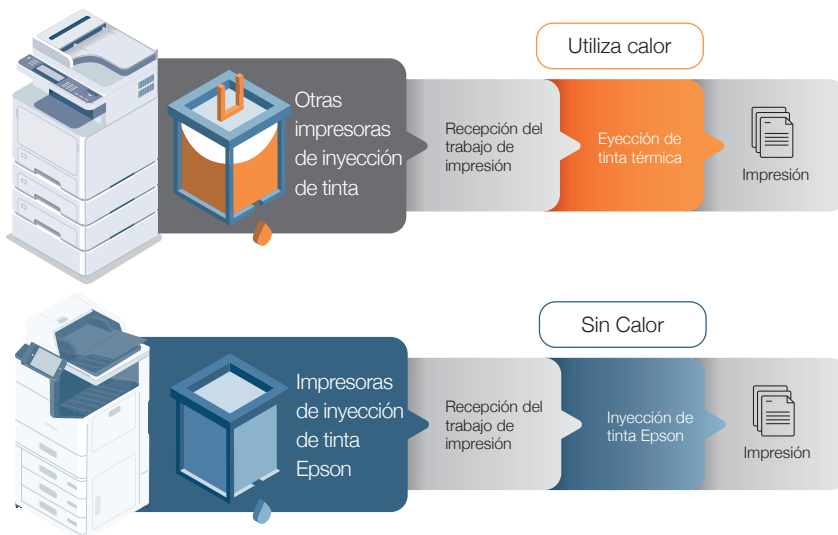 Utiliza calor
Otras
impresoras
de inyección
de tinta
Recepción del
trabajo de
impresión
Eyección de
tinta térmica
Impresión
Sin Calor
Impresoras
de inyección
de tinta
Epson
Recepción del
trabajo de
impresión
Inyección de
tinta Epson
Impresión